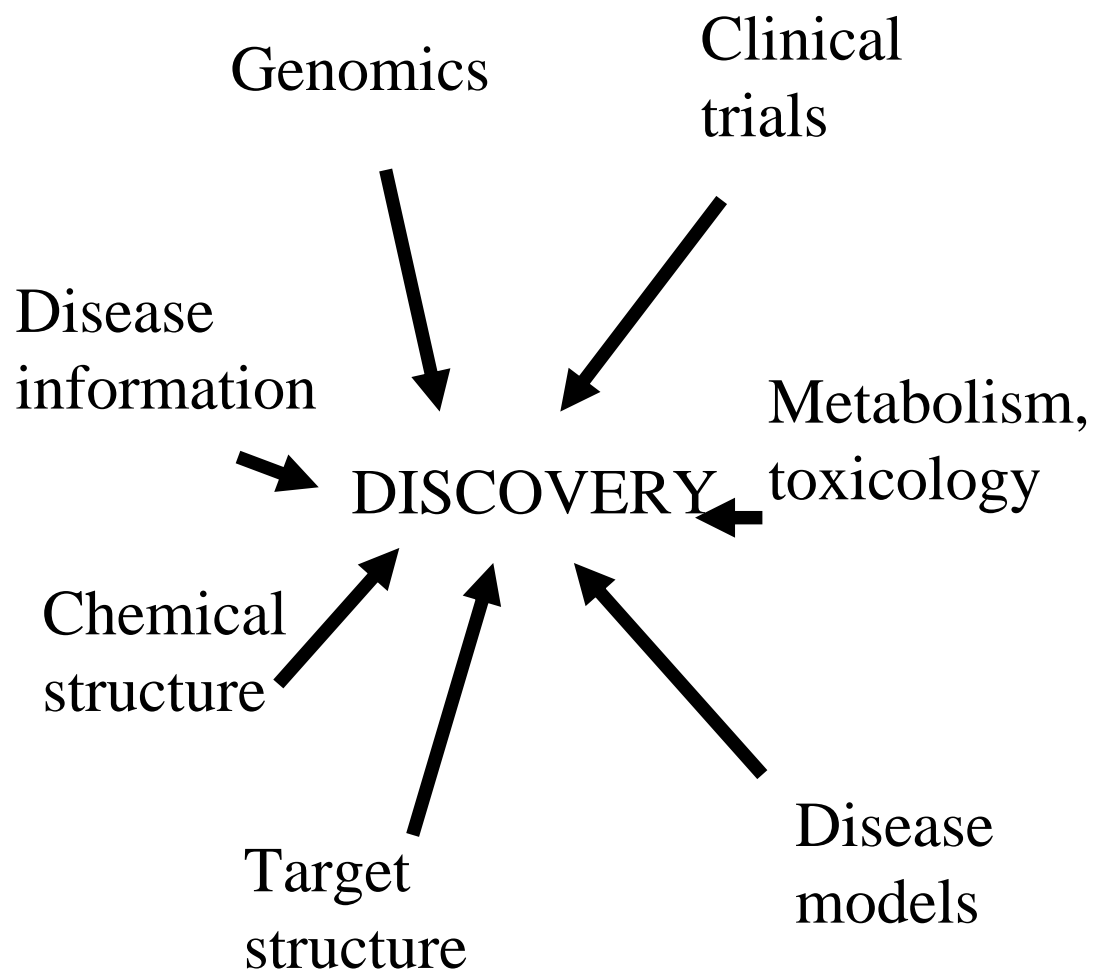 Genomics
Clinical
trials
Disease
information
Metabolism,
toxicology
DISCOVERY
Chemical
structure
Disease
models
Target
structure